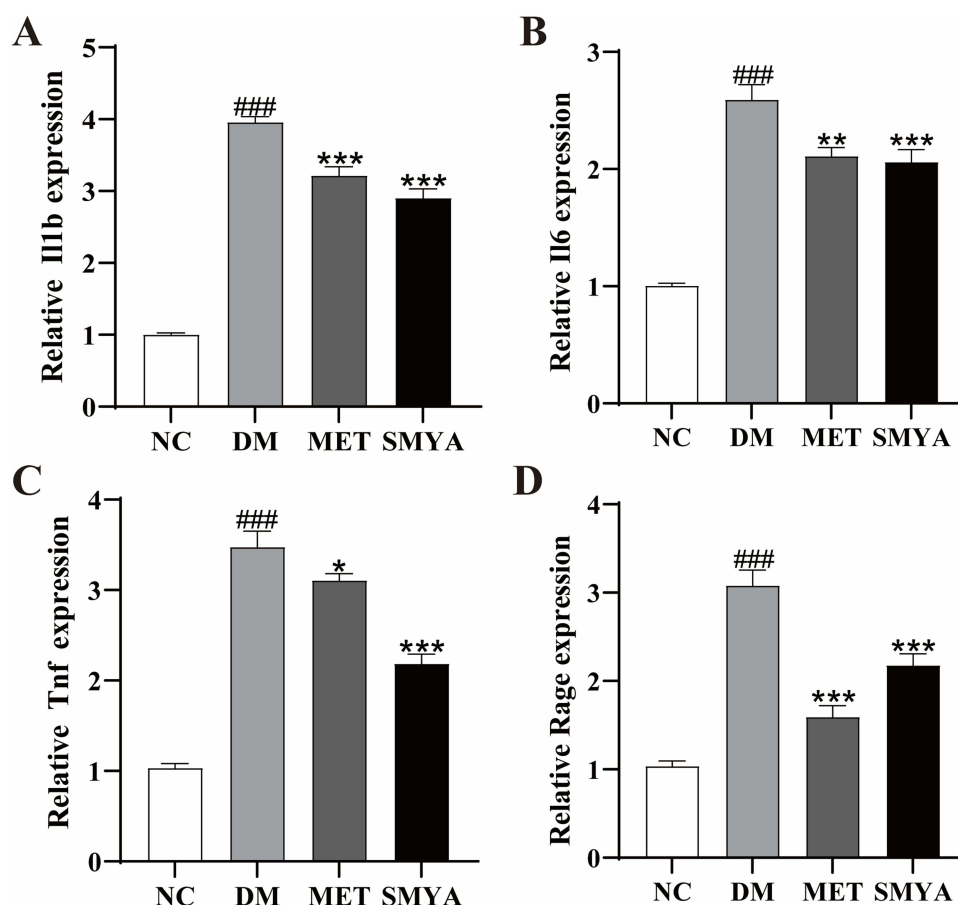 A
Relative Il1b expression
5
4
3
2
1
0
###
***
***
NC DM MET SMYA
B
Relative Il6 expression
3
2
1
0
###
**
***
NC DM MET SMYA
C
Relative Tnf expression
4
3
2
1
0
###
*
***
NC DM MET SMYA
D
Relative Rage expression
4
3
2
1
0
###
***
***
NC DM MET SMYA